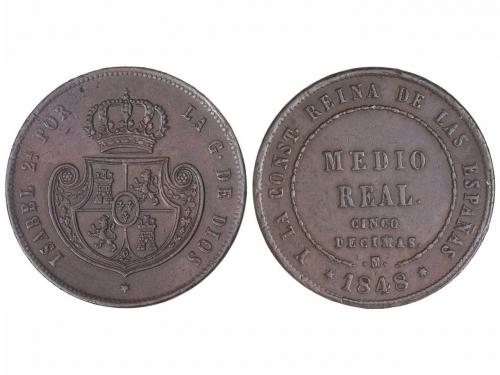 ISABEL 2ª POR LA G. DE DIOS
Y LA CONST. REINA DE LAS ESPAÑAS
MEDIO
REAL.
CINCO
DECIMAS.
·M·
*1848*